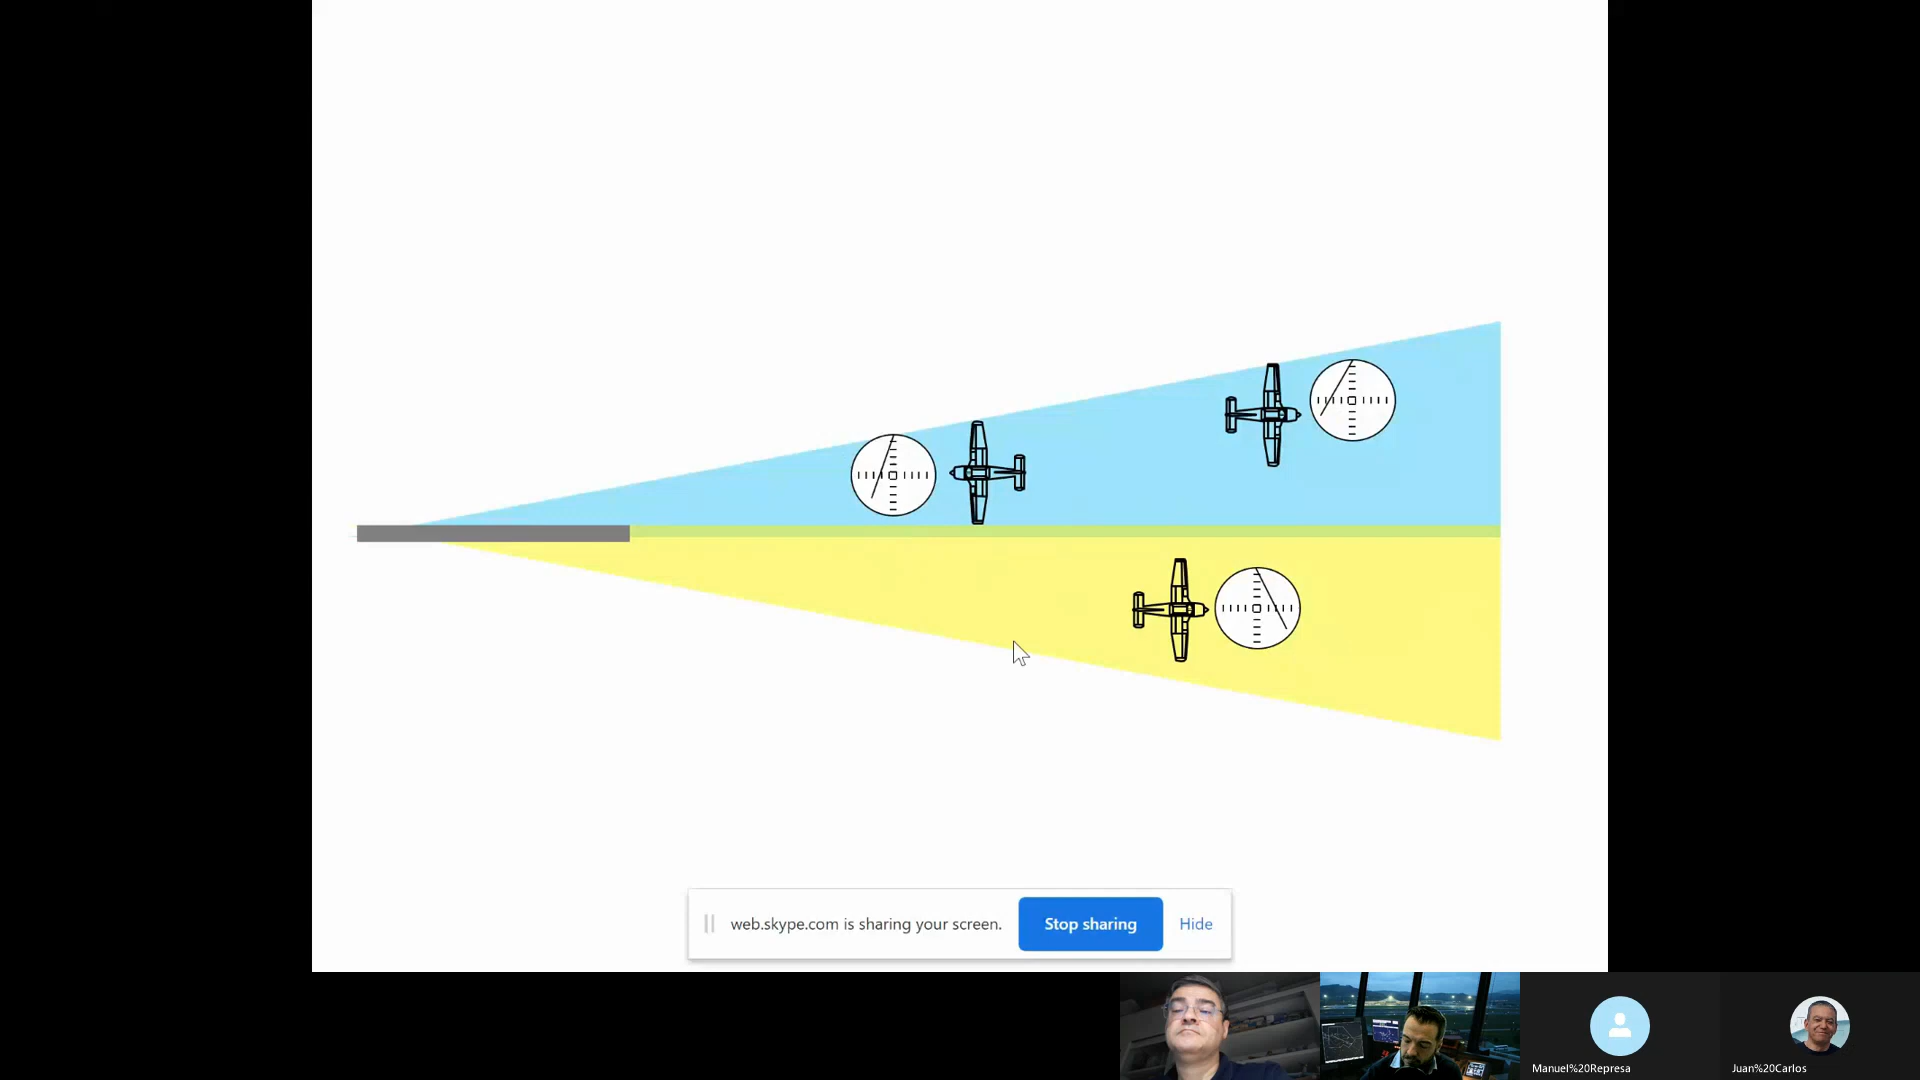 web.skype.com is sharing your screen.
Stop sharing
Hide
Manuel%20Represa
Juan%20Carlos